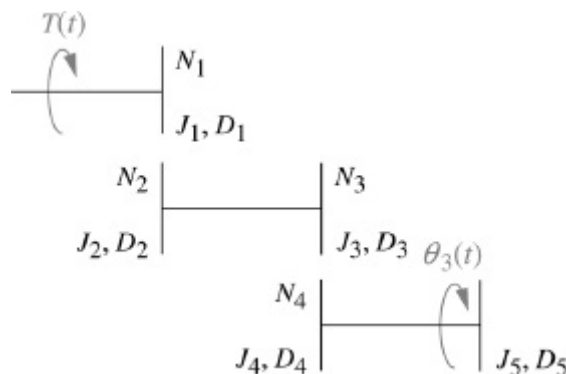 T(t)
N₁
J₁, D₁
N₂ N₃
J₂, D₂ J₃, D₃ θ₃(t)
N₄
J₄, D₄ J₅, D₅